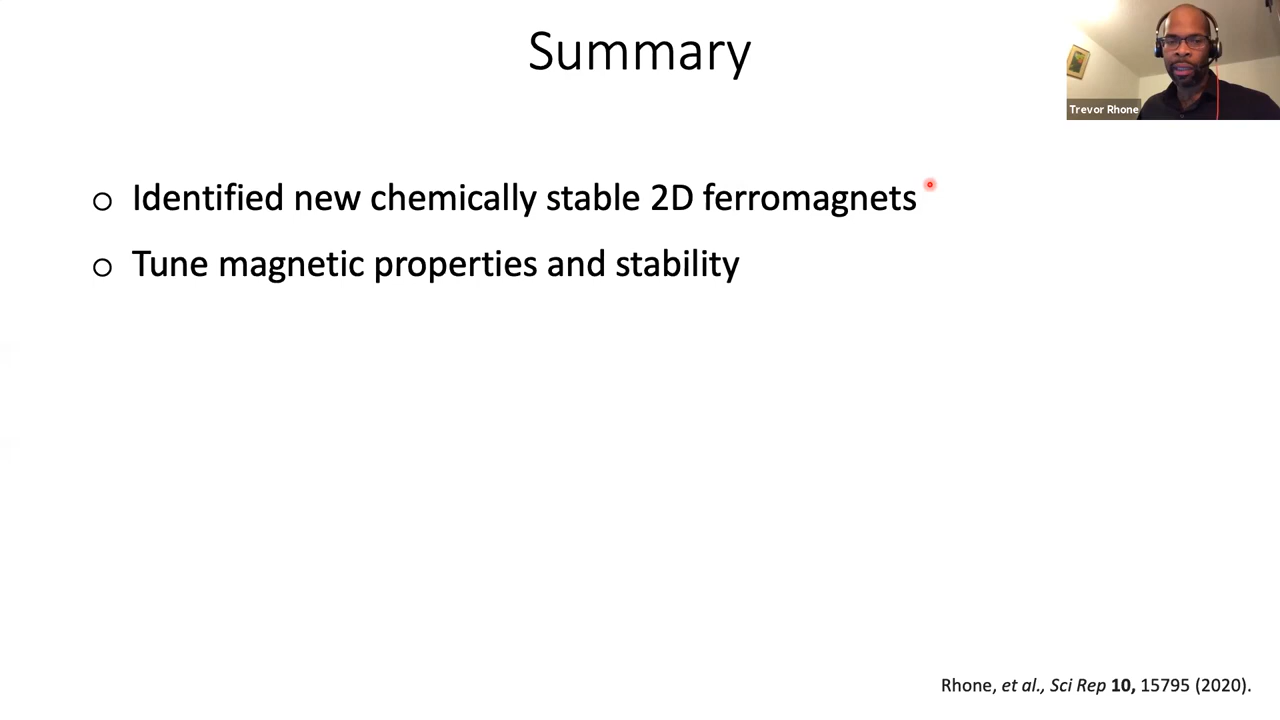 Summary
Trevor Rhone
○ Identified new chemically stable 2D ferromagnets
○ Tune magnetic properties and stability
Rhone, et al., Sci Rep 10, 15795 (2020).